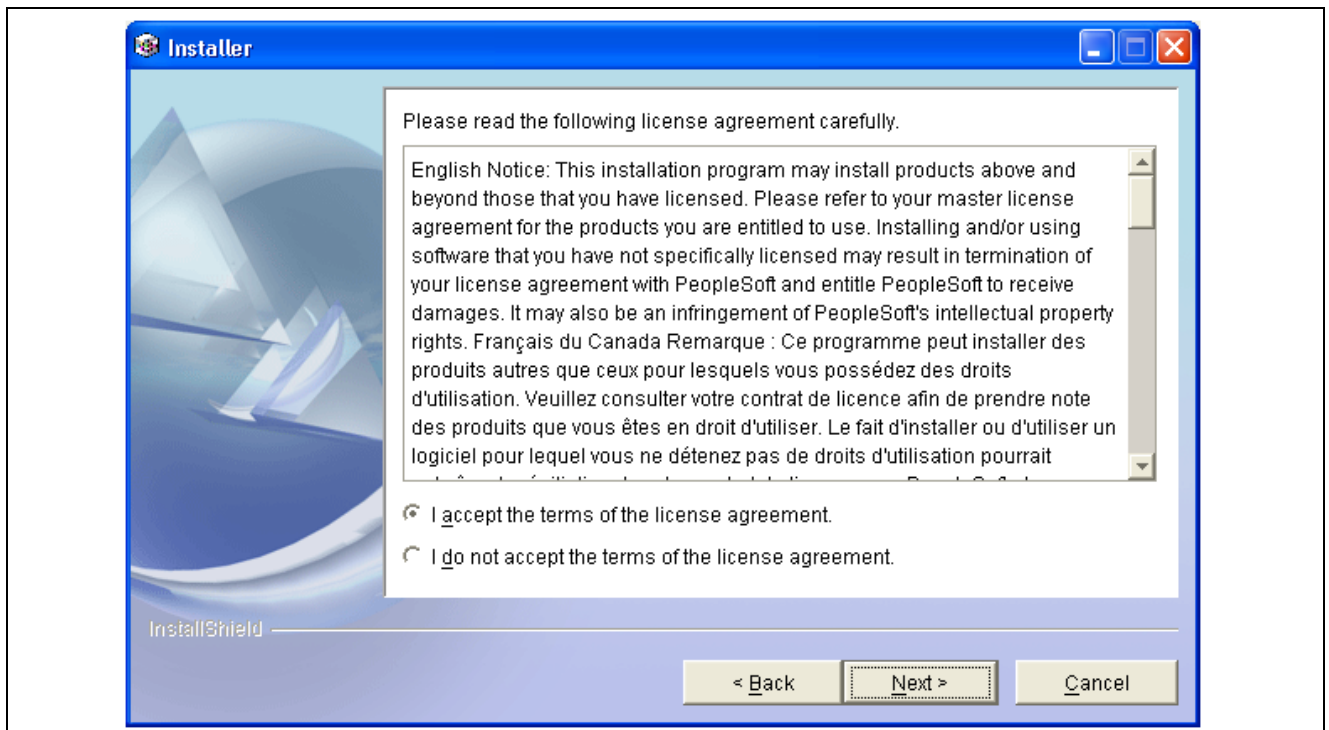 Installer
Please read the following license agreement carefully.
English Notice: This installation program may install products above and
beyond those that you have licensed. Please refer to your master license
agreement for the products you are entitled to use. Installing and/or using
software that you have not specifically licensed may result in termination of
your license agreement with PeopleSoft and entitle PeopleSoft to receive
damages. It may also be an infringement of PeopleSoft's intellectual property
rights. Français du Canada Remarque : Ce programme peut installer des
produits autres que ceux pour lesquels vous possédez des droits
d'utilisation. Veuillez consulter votre contrat de licence afin de prendre note
des produits que vous êtes en droit d'utiliser. Le fait d'installer ou d'utiliser un
logiciel pour lequel vous ne détenez pas de droits d'utilisation pourrait
I accept the terms of the license agreement.
I do not accept the terms of the license agreement.
InstallShield
< Back
Next >
Cancel